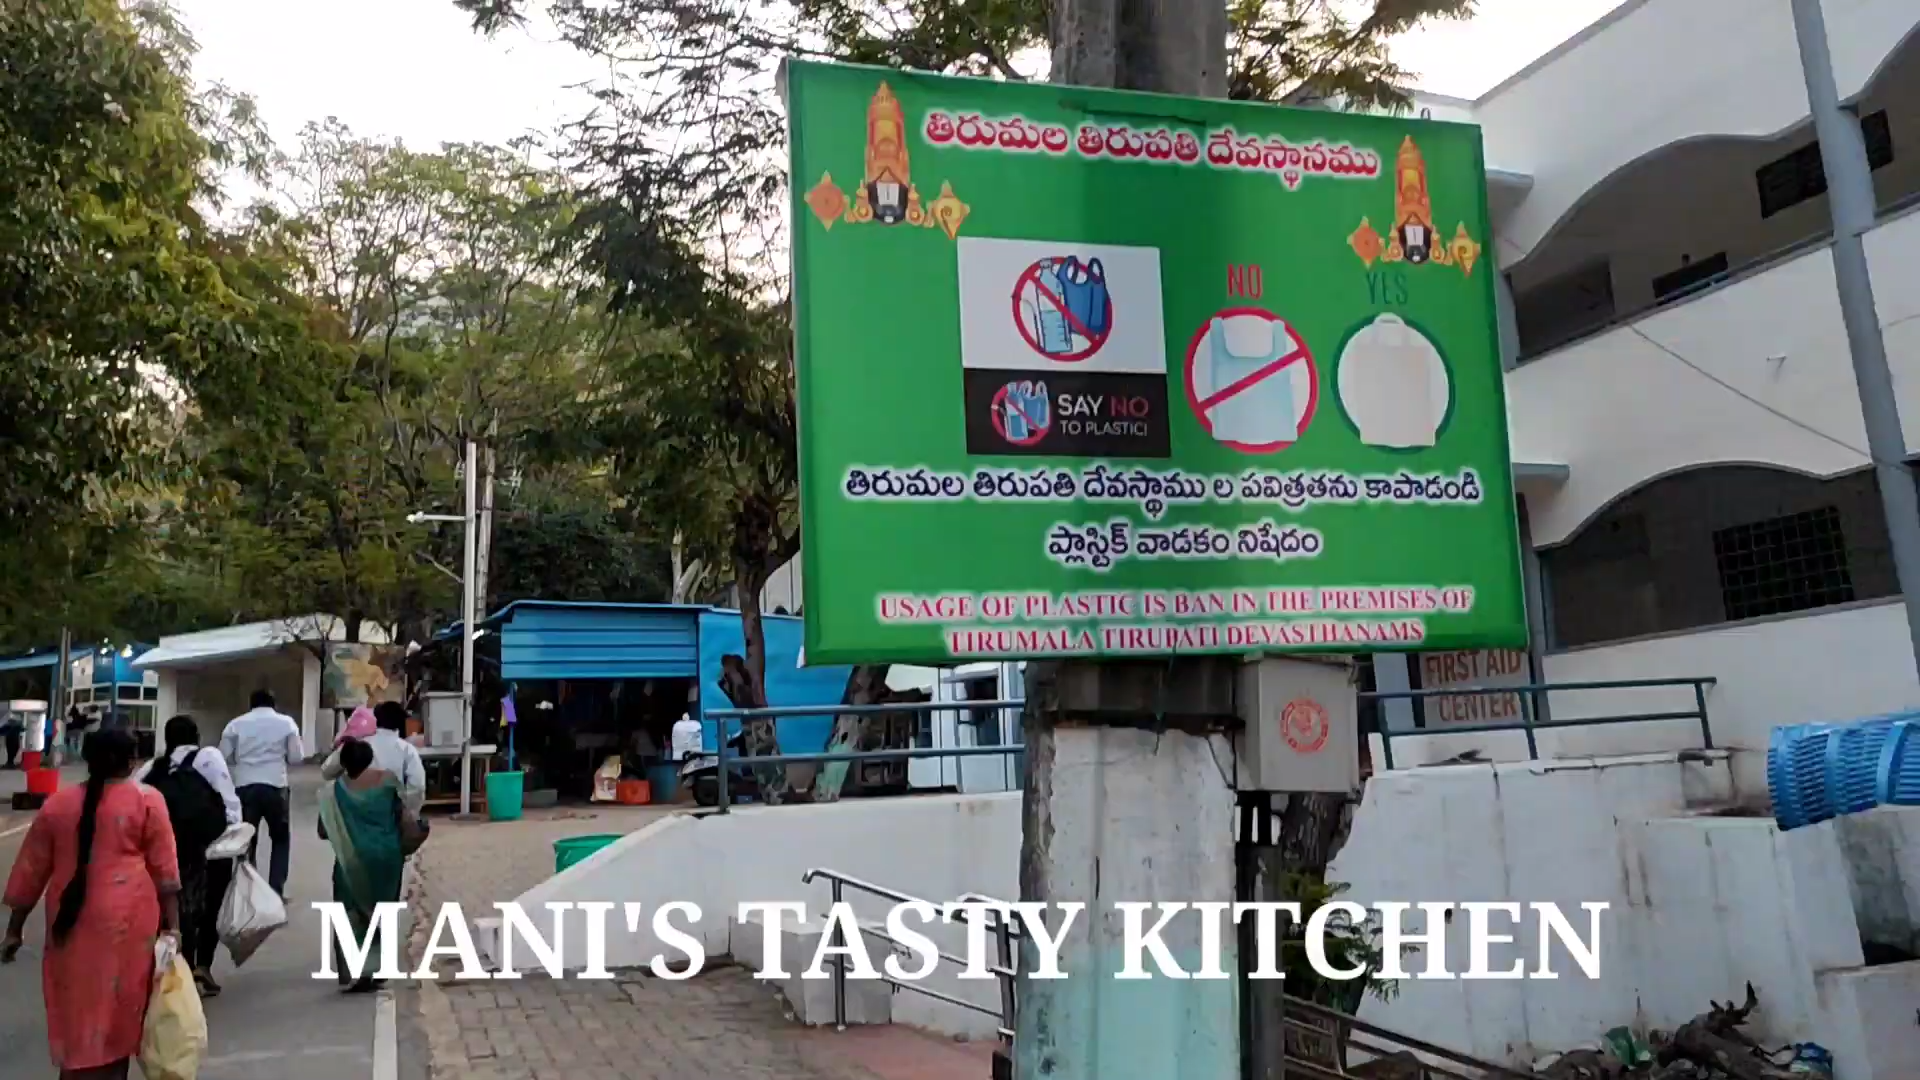 తిరుమల తిరుపతి దేవస్థానము
NO
YES
SAY NO
TO PLASTIC!
తిరుమల తిరుపతి దేవస్థాము ల పవిత్రతను కాపాడండి
ప్లాస్టిక్ వాడకం నిషేదం
USAGE OF PLASTIC IS BAN IN THE PREMISES OF
TIRUMALA TIRUPATI DEVASTHANAMS
FIRST AID
CENTER
MANI'S TASTY KITCHEN